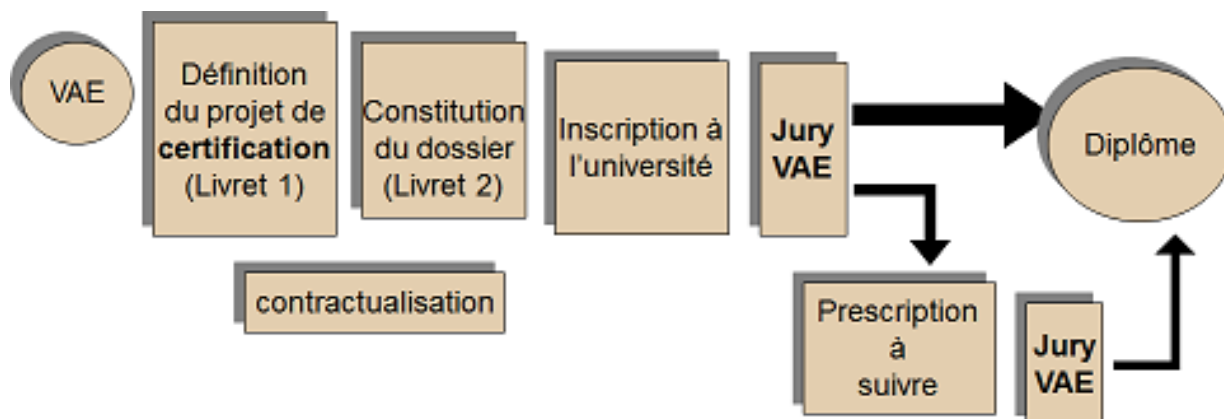 VAE
Définition
du projet de
certification
(Livret 1)
Constitution
du dossier
(Livret 2)
Inscription à
l'université
Jury
VAE
Diplôme
contractualisation
Prescription
à
suivre
Jury
VAE